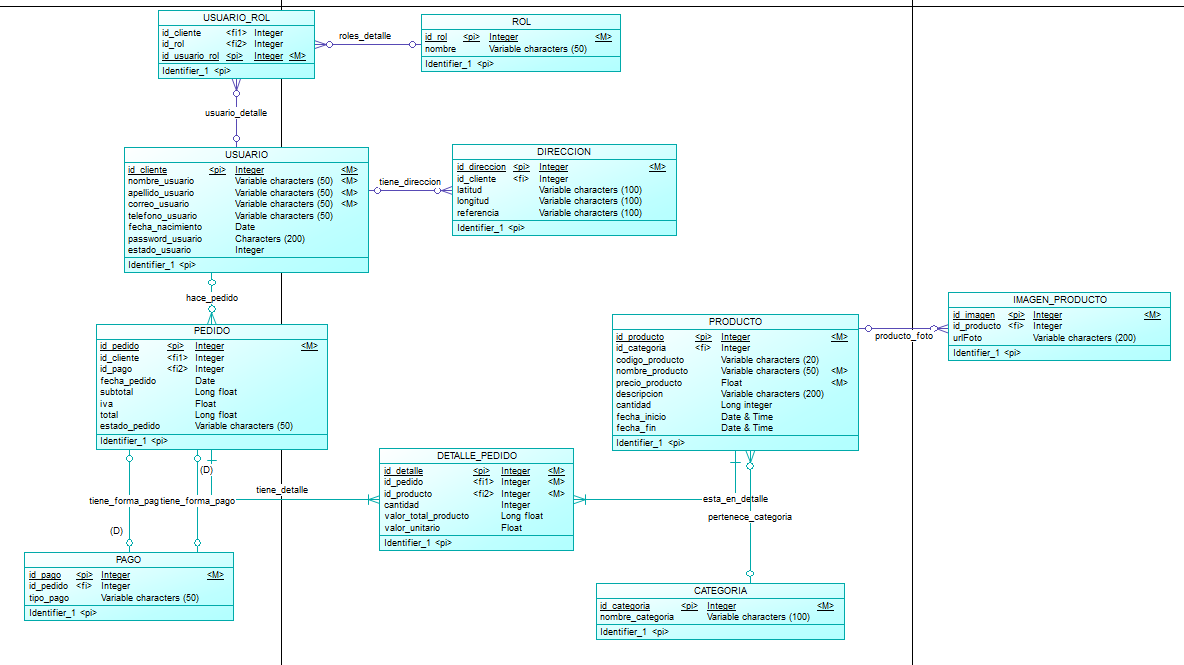 USUARIO_ROL
id_cliente <fi1> Integer
id_rol <fi2> Integer
id_usuario_rol <pi> Integer <M>
Identifier_1 <pi>
roles_detalle
ROL
id_rol <pi> Integer <M>
nombre Variable characters (50)
Identifier_1 <pi>
usuario_detalle
USUARIO
id_cliente <pi> Integer <M>
nombre_usuario Variable characters (50) <M>
apellido_usuario Variable characters (50) <M>
correo_usuario Variable characters (50) <M>
telefono_usuario Variable characters (50)
fecha_nacimiento Date
password_usuario Characters (200)
estado_usuario Integer
Identifier_1 <pi>
tiene_direccion
DIRECCION
id_direccion <pi> Integer <M>
id_cliente <fi> Integer
latitud Variable characters (100)
longitud Variable characters (100)
referencia Variable characters (100)
Identifier_1 <pi>
hace_pedido
PEDIDO
id_pedido <pi> Integer <M>
id_cliente <fi1> Integer
id_pago <fi2> Integer
fecha_pedido Date
subtotal Long float
iva Float
total Long float
estado_pedido Variable characters (50)
Identifier_1 <pi>
PRODUCTO
id_producto <pi> Integer <M>
id_categoria <fi> Integer
codigo_producto Variable characters (20)
nombre_producto Variable characters (50) <M>
precio_producto Float <M>
descripcion Variable characters (200)
cantidad Long integer
fecha_inicio Date & Time
fecha_fin Date & Time
Identifier_1 <pi>
producto_foto
IMAGEN_PRODUCTO
id_imagen <pi> Integer <M>
id_producto <fi> Integer
urlFoto Variable characters (200)
Identifier_1 <pi>
(D)
tiene_forma_pag
tiene_forma_pago
(D)
tiene_detalle
DETALLE_PEDIDO
id_detalle <pi> Integer <M>
id_pedido <fi1> Integer <M>
id_producto <fi2> Integer <M>
cantidad Integer
valor_total_producto Long float
valor_unitario Float
Identifier_1 <pi>
esta_en_detalle
pertenece_categoria
PAGO
id_pago <pi> Integer <M>
id_pedido <fi> Integer
tipo_pago Variable characters (50)
Identifier_1 <pi>
CATEGORIA
id_categoria <pi> Integer <M>
nombre_categoria Variable characters (100)
Identifier_1 <pi>